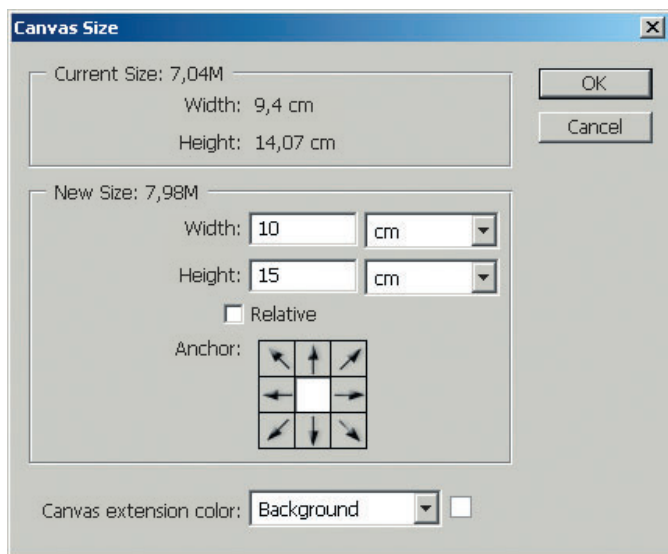 Canvas Size
Current Size: 7,04M
Width: 9,4 cm
Height: 14,07 cm
OK
Cancel
New Size: 7,98M
Width: 10 cm
Height: 15 cm
Relative
Anchor:
Canvas extension color: Background